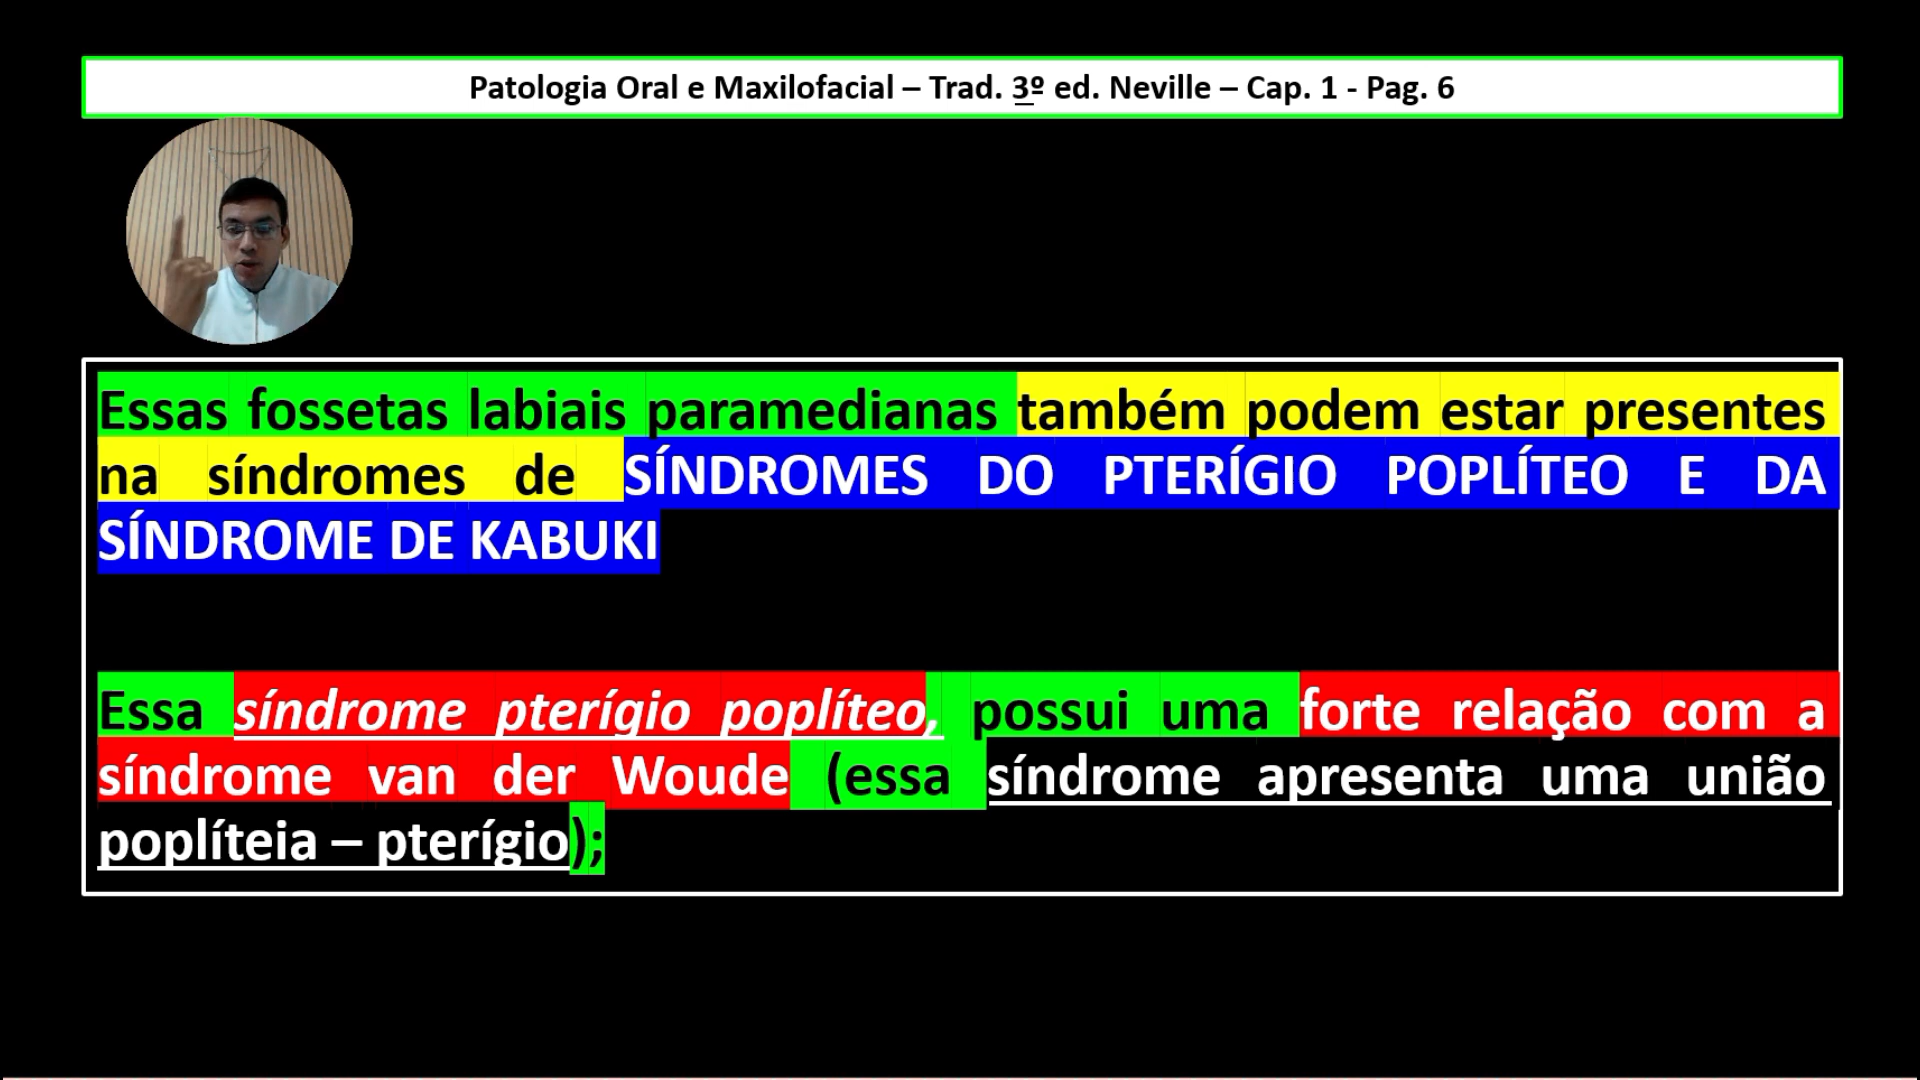 Patologia Oral e Maxilofacial – Trad. 3º ed. Neville – Cap. 1 - Pag. 6
Essas fossetas labiais paramedianas também podem estar presentes
na síndromes de SÍNDROMES DO PTERÍGIO POPLÍTEO E DA
SÍNDROME DE KABUKI
Essa síndrome pterígio poplíteo, possui uma forte relação com a
síndrome van der Woude (essa síndrome apresenta uma união
poplíteia – pterígio);